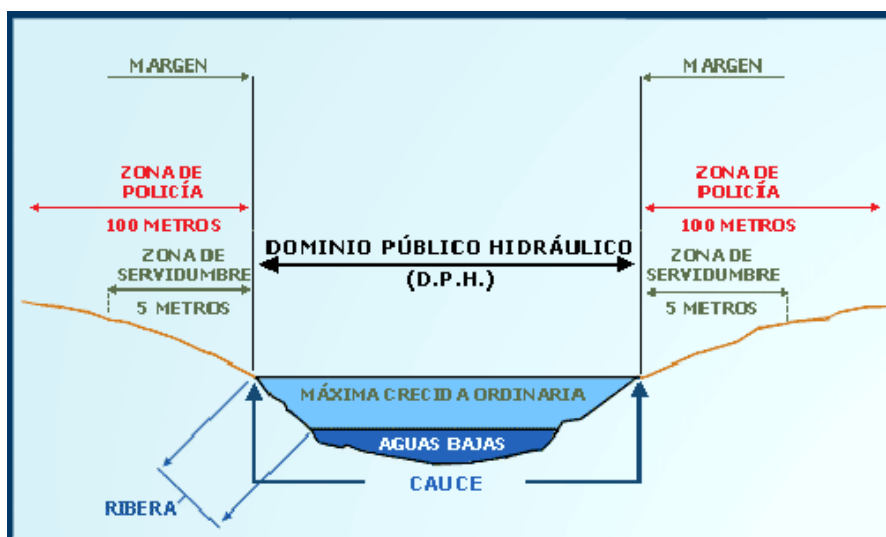 MARGEN
MARGEN
ZONA DE
POLICÍA
100 METROS
ZONA DE
POLICÍA
100 METROS
DOMINIO PÚBLICO HIDRÁULICO
(D.P.H.)
ZONA DE
SERVIDUMBRE
5 METROS
ZONA DE
SERVIDUMBRE
5 METROS
MÁXIMA CRECIDA ORDINARIA
AGUAS BAJAS
CAUCE
RIBERA